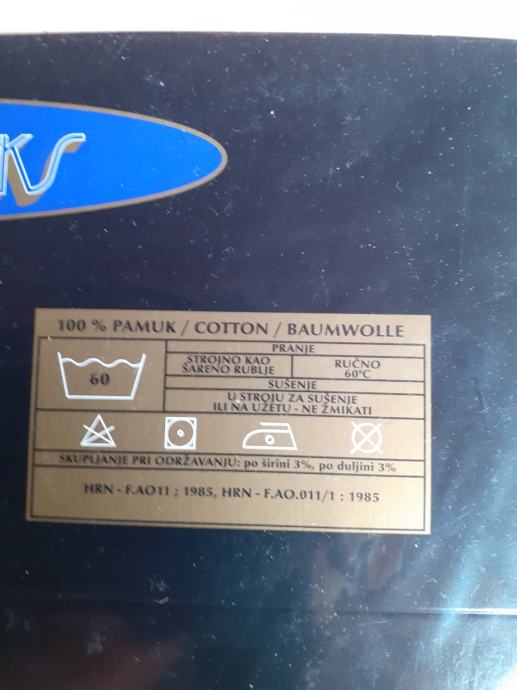 KS
100 % PAMUK / COTTON / BAUMWOLLE
PRANJE
60
STROJNO KAO
ŠARENO RUBLJE
RUČNO
60°C
SUŠENJE
U STROJU ZA SUŠENJE
ILI NA UŽETU - NE ŽMIKATI
SKUPLJANJE PRI ODRŽAVANJU: po širini 3%, po duljini 3%
HRN - F.AO11 ; 1985, HRN - F.AO.011/1 : 1985